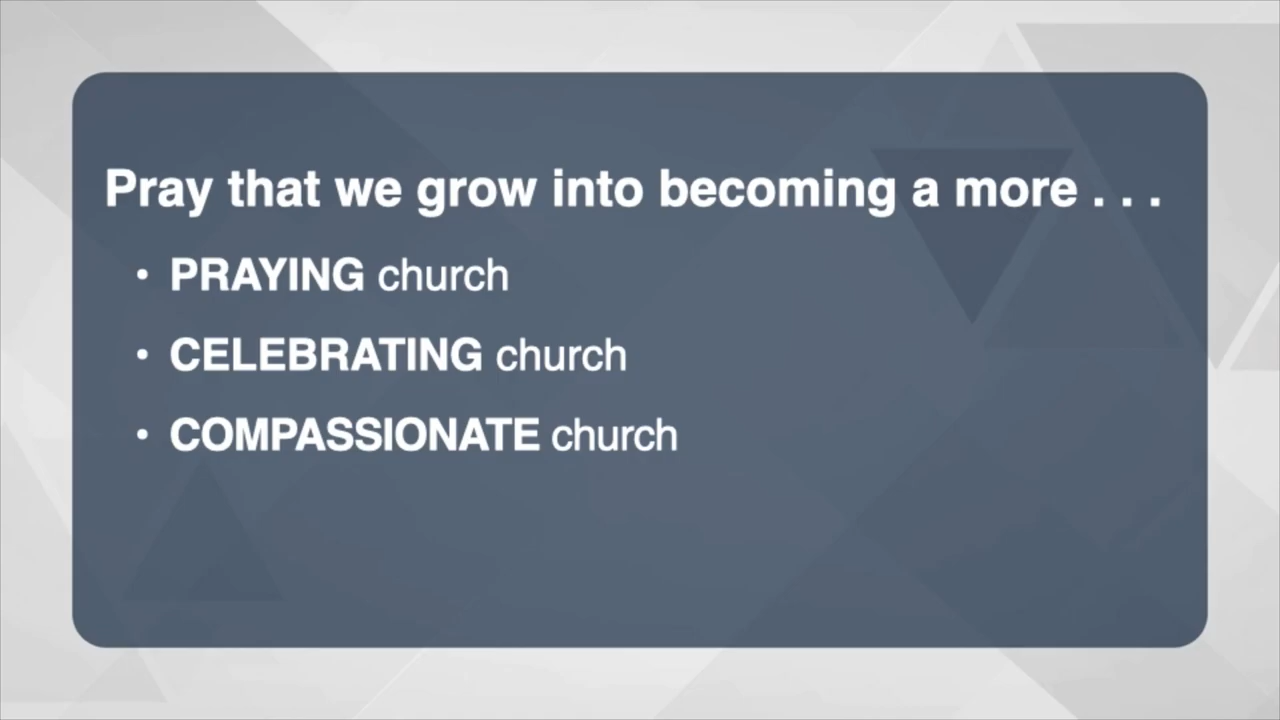 Pray that we grow into becoming a more . . .
• PRAYING church
• CELEBRATING church
• COMPASSIONATE church